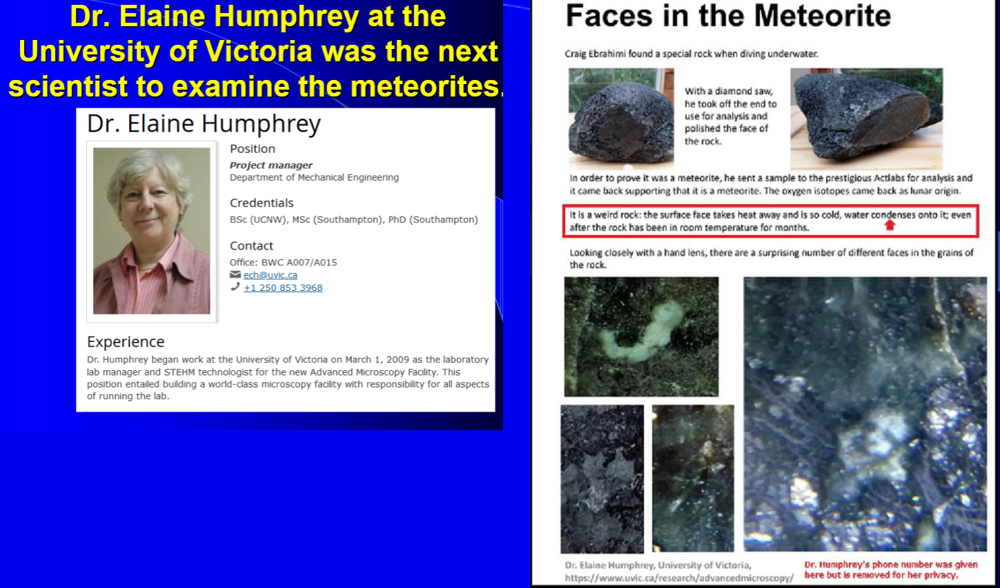 Dr. Elaine Humphrey at the
University of Victoria was the next
scientist to examine the meteorites.
Dr. Elaine Humphrey
Position
Project manager
Department of Mechanical Engineering
Credentials
BSc (UCNW), MSc (Southampton), PhD (Southampton)
Contact
Office: BWC A007/A015
ech@uvic.ca
+1 250 853 3968
Experience
Dr. Humphrey began work at the University of Victoria on March 1, 2009 as the laboratory
lab manager and STEHM technologist for the new Advanced Microscopy Facility. This
position entailed building a world-class microscopy facility with responsibility for all aspects
of running the lab.
Faces in the Meteorite
Craig Ebrahimi found a special rock when diving underwater.
With a diamond saw,
he took off the end to
use for analysis and
polished the face of
the rock.
In order to prove it was a meteorite, he sent a sample to the prestigious Actlabs for analysis and
it came back supporting that it is a meteorite. The oxygen isotopes came back as lunar origin.
It is a weird rock: the surface face takes heat away and is so cold, water condenses onto it; even
after the rock has been in room temperature for months.
Looking closely with a hand lens, there are a surprising number of different faces in the grains of
the rock.
Dr. Elaine Humphrey, University of Victoria,
https://www.uvic.ca/research/advancedmicroscopy/
Dr. Humphrey's phone number was given
here but is removed for her privacy.